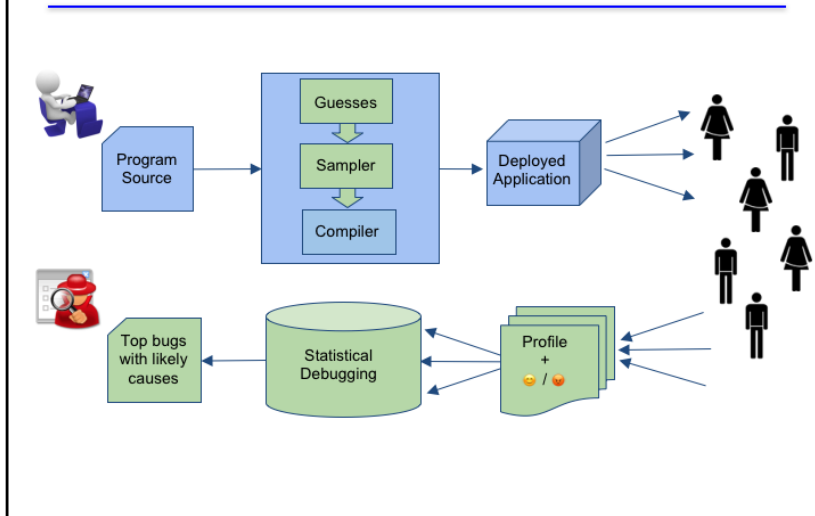 Guesses
Program
Source
Sampler
Compiler
Deployed
Application
Top bugs
with likely
causes
Statistical
Debugging
Profile
+
😊 / 😡